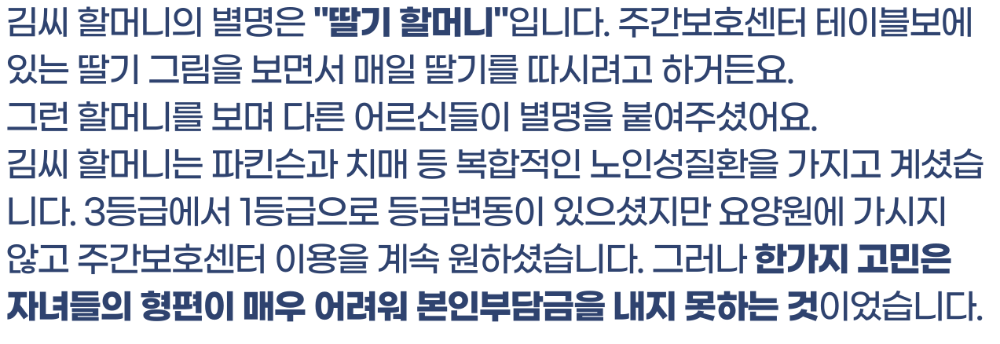 김씨 할머니의 별명은 "딸기 할머니"입니다. 주간보호센터 테이블보에
있는 딸기 그림을 보면서 매일 딸기를 따시려고 하거든요.
그런 할머니를 보며 다른 어르신들이 별명을 붙여주셨어요.
김씨 할머니는 파킨슨과 치매 등 복합적인 노인성질환을 가지고 계셨습
니다. 3등급에서 1등급으로 등급변동이 있으셨지만 요양원에 가시지
않고 주간보호센터 이용을 계속 원하셨습니다. 그러나 한가지 고민은
자녀들의 형편이 매우 어려워 본인부담금을 내지 못하는 것이었습니다.